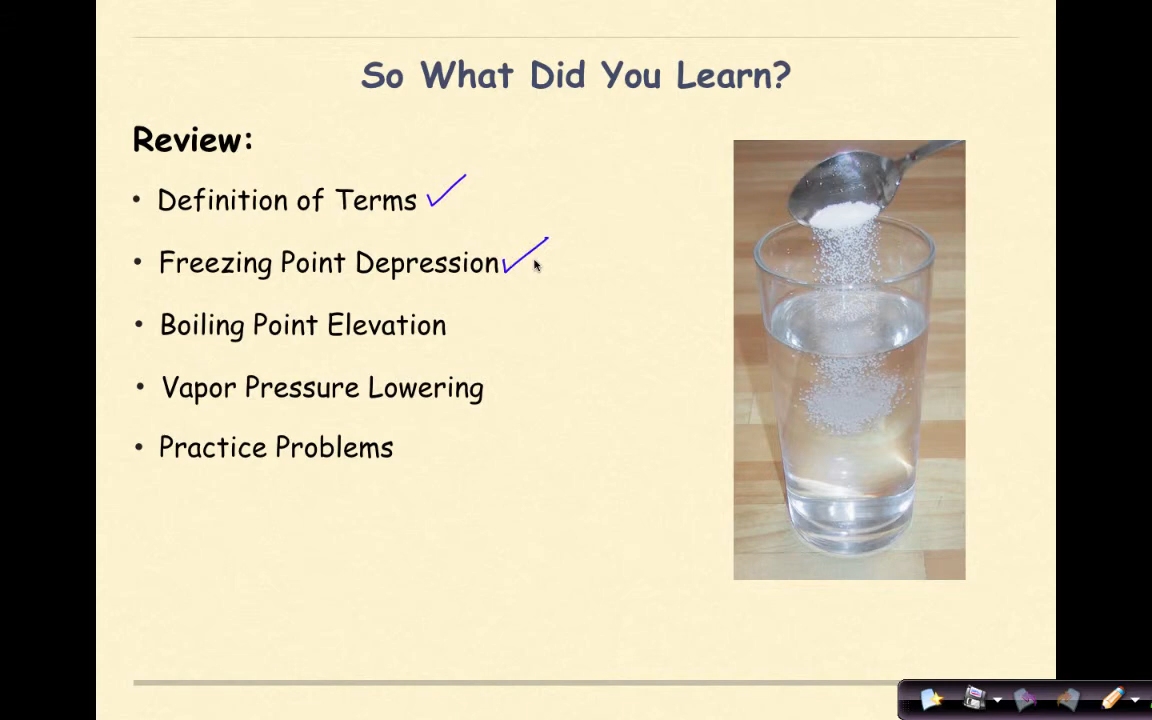 So What Did You Learn?
Review:
• Definition of Terms
• Freezing Point Depression
• Boiling Point Elevation
• Vapor Pressure Lowering
• Practice Problems